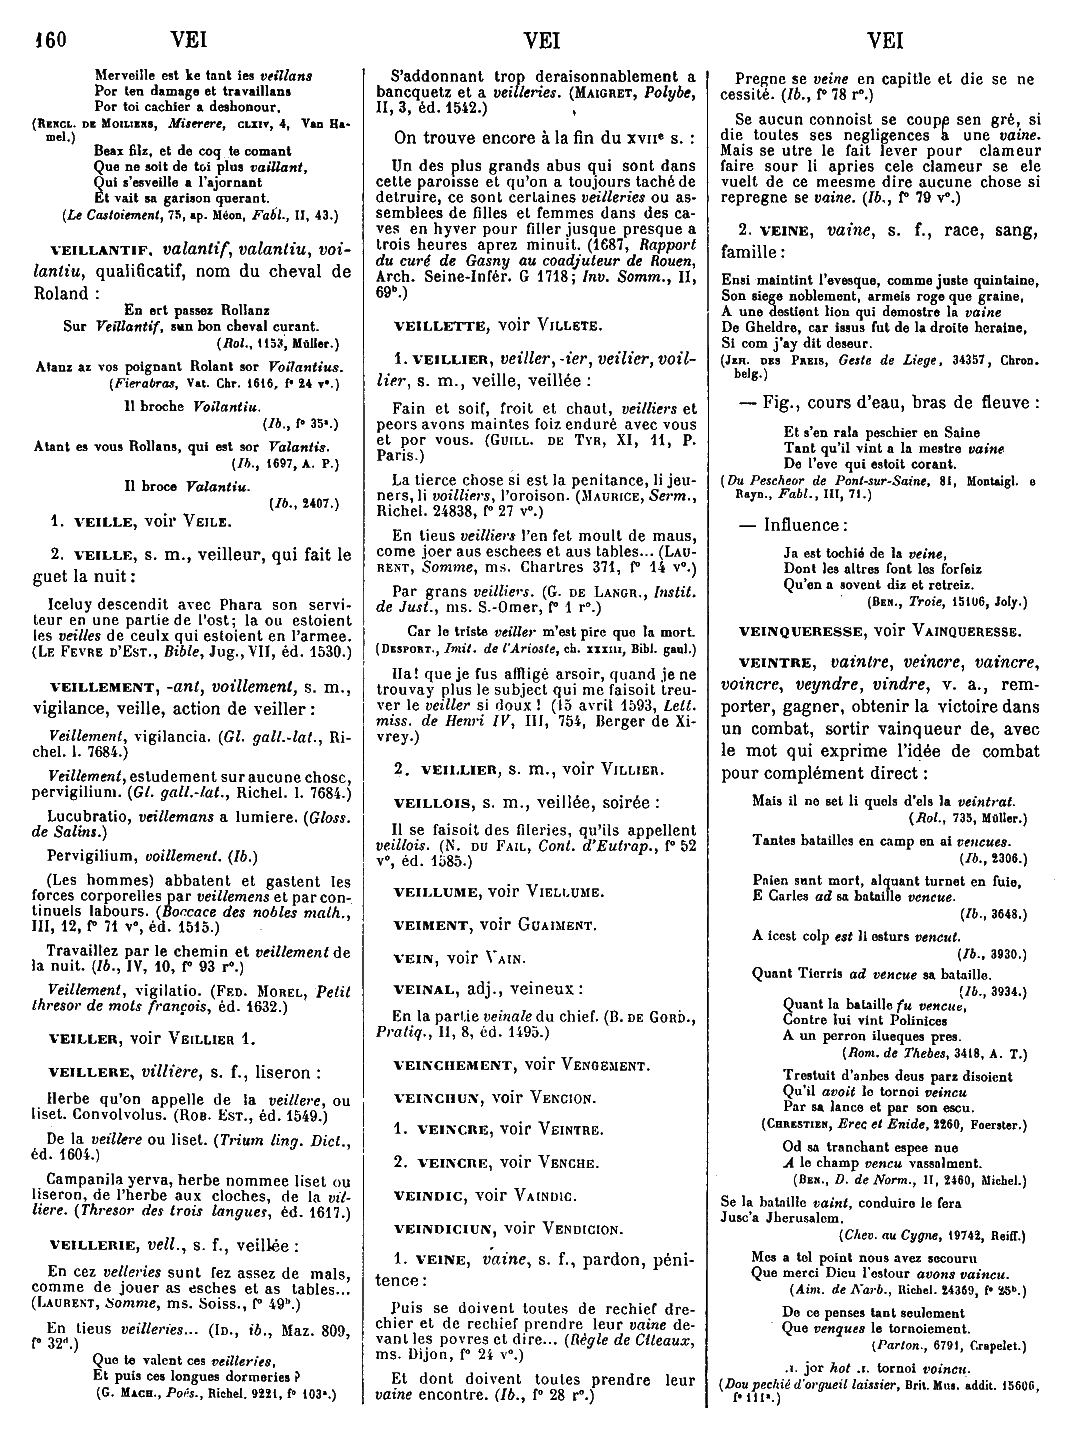 160 VEI VEI VEI
Merveille est ke tant ies veillans
Por ten damage et travaillans
Por toi cachier a deshonour.
(RENCL. DE MOILIENS, Miserere, CLXIV, 4, Van Ha-
mel.)
Beax filz, et de coq te comant
Que ne soit de toi plus vaillant,
Qui s'esveille a l'ajornant
Et vait sa garison querant.
(Le Castoiement, 75, ap. Méon, Fabl., II, 43.)
VEILLANTIF, valantif, valantiu, voi-
lantiu, qualificatif, nom du cheval de
Roland :
En ert passez Rollanz
Sur Veillantif, sun bon cheval curant.
(Rol., 1153, Müller.)
Atanz az vos poignant Rolant sor Voilantius.
(Fierabras, Vat. Chr. 1616, f° 24 v°.)
Il broche Voilantiu.
(Ib., f° 35ª.)
Atant es vous Rollans, qui est sor Valantis.
(Ib., 1697, A. P.)
Il broce Valantiu.
(Ib., 2407.)
1. VEILLE, voir VEILE.
2. VEILLE, s. m., veilleur, qui fait le
guet la nuit :
Iceluy descendit avec Phara son servi-
teur en une partie de l'ost; la ou estoient
les veilles de ceulx qui estoient en l'armee.
(LE FEVRE D'EST., Bible, Jug., VII, éd. 1530.)
VEILLEMENT, -ant, voillement, s. m.,
vigilance, veille, action de veiller :
Veillement, vigilancia. (Gl. gall.-lat., Ri-
chel. l. 7684.)
Veillement, estudement sur aucune chose,
pervigilium. (Gl. gall.-lat., Richel. l. 7684.)
Lucubratio, veillemans a lumiere. (Gloss.
de Salins.)
Pervigilium, voillement. (Ib.)
(Les hommes) abbatent et gastent les
forces corporelles par veillemens et par con-
tinuels labours. (Boccace des nobles malh.,
III, 12, f° 71 v°, éd. 1515.)
Travaillez par le chemin et veillement de
la nuit. (Ib., IV, 10, f° 93 r°.)
Veillement, vigilatio. (FED. MOREL, Petit
thresor de mots françois, éd. 1632.)
VEILLER, voir VEILLIER 1.
VEILLERE, villiere, s. f., liseron :
Herbe qu'on appelle de la veillere, ou
liset. Convolvolus. (ROB. EST., éd. 1549.)
De la veillere ou liset. (Trium ling. Dict.,
éd. 1604.)
Campanila yerva, herbe nommee liset ou
liseron, de l'herbe aux cloches, de la vil-
liere. (Thresor des trois langues, éd. 1617.)
VEILLERIE, vell., s. f., veillée :
En cez velleries sunt fez assez de mals,
comme de jouer as esches et as tables...
(LAURENT, Somme, ms. Soiss., f° 49ᵇ.)
En tieus veilleries... (ID., ib., Maz. 809,
f° 32ᵈ.)
Que te valent ces veilleries,
Et puis ces longues dormeries ?
(G. MACH., Poés., Richel. 9221, f° 103ª.)
S'addonnant trop deraisonnablement a
bancquetz et a veilleries. (MAIGRET, Polybe,
II, 3, éd. 1542.)
On trouve encore à la fin du XVIIᵉ s. :
Un des plus grands abus qui sont dans
cette paroisse et qu'on a toujours taché de
detruire, ce sont certaines veilleries ou as-
semblees de filles et femmes dans des ca-
ves en hyver pour filler jusque presque a
trois heures aprez minuit. (1687, Rapport
du curé de Gasny au coadjuteur de Rouen,
Arch. Seine-Infér. G 1718; Inv. Somm., II,
69ᵇ.)
VEILLETTE, voir VILLETE.
1. VEILLIER, veiller, -ier, veilier, voil-
lier, s. m., veille, veillée :
Fain et soif, froit et chaut, veilliers et
peors avons maintes foiz enduré avec vous
et por vous. (GUILL. DE TYR, XI, 11, P.
Paris.)
La tierce chose si est la penitance, li jeu-
ners, li voilliers, l'oroison. (MAURICE, Serm.,
Richel. 24838, f° 27 v°.)
En tieus veilliers l'en fet moult de maus,
come joer aus eschees et aus tables... (LAU-
RENT, Somme, ms. Chartres 371, f° 14 v°.)
Par grans veilliers. (G. DE LANGR., Instit.
de Just., ms. S.-Omer, f° 1 r°.)
Car le triste veiller m'est pire que la mort.
(DESPORT., Imit. de l'Arioste, ch. XXXIII, Bibl. gaul.)
Ha! que je fus affligé arsoir, quand je ne
trouvay plus le subject qui me faisoit treu-
ver le veiller si doux ! (15 avril 1593, Lett.
miss. de Henri IV, III, 754, Berger de Xi-
vrey.)
2. VEILLIER, s. m., voir VILLIER.
VEILLOIS, s. m., veillée, soirée :
Il se faisoit des fileries, qu'ils appellent
veillois. (N. DU FAIL, Cont. d'Eutrap., f° 52
v°, éd. 1585.)
VEILLUME, voir VIELLUME.
VEIMENT, voir GUAIMENT.
VEIN, voir VAIN.
VEINAL, adj., veineux :
En la partie veinale du chief. (B. DE GORD.,
Pratiq., II, 8, éd. 1495.)
VEINCHEMENT, voir VENGEMENT.
VEINCHUN, voir VENCION.
1. VEINCRE, voir VEINTRE.
2. VEINCRE, voir VENCHE.
VEINDIC, voir VAINDIC.
VEINDICIUN, voir VENDICION.
1. VEINE, vaine, s. f., pardon, péni-
tence :
Puis se doivent toutes de rechief dre-
chier et de rechief prendre leur vaine de-
vant les povres et dire... (Règle de Cîteaux,
ms. Dijon, f° 24 v°.)
Et dont doivent toutes prendre leur
vaine encontre. (Ib., f° 28 r°.)
Pregne se veine en capitle et die se ne
cessité. (Ib., f° 78 r°.)
Se aucun connoist se coupe sen gré, si
die toutes ses negligences a une vaine.
Mais se utre le fait lever pour clameur
faire sour li apries cele clameur se ele
vuelt de ce meesme dire aucune chose si
repregne se vaine. (Ib., f° 79 v°.)
2. VEINE, vaine, s. f., race, sang,
famille :
Ensi maintint l'evesque, comme juste quintaine,
Son siege noblement, armeis roge que graine,
A une destient lion qui demostre la vaine
De Gheldre, car issus fut de la droite heraine,
Si com j'ay dit deseur.
(JEH. DES PREIS, Geste de Liege, 34357, Chron.
belg.)
— Fig., cours d'eau, bras de fleuve :
Et s'en rala peschier en Saine
Tant qu'il vint a la mestre vaine
De l'eve qui estoit corant.
(Du Pescheor de Pont-sur-Saine, 81, Montaigl. e
Rayn., Fabl., III, 71.)
— Influence :
Ja est tochié de la veine,
Dont les altres font les forfeiz
Qu'en a sovent diz et retreiz.
(BEN., Troie, 15106, Joly.)
VEINQUERESSE, voir VAINQUERESSE.
VEINTRE, vaintre, veincre, vaincre,
voincre, veyndre, vindre, v. a., rem-
porter, gagner, obtenir la victoire dans
un combat, sortir vainqueur de, avec
le mot qui exprime l'idée de combat
pour complément direct :
Mais il ne set li quels d'els la veintrat.
(Rol., 735, Müller.)
Tantes batailles en camp en ai vencues.
(Ib., 2306.)
Paien sunt mort, alquant turnet en fuie,
E Carles ad sa bataille vencue.
(Ib., 3648.)
A icest colp est li esturs vencut.
(Ib., 3930.)
Quant Tierris ad vencue sa bataille.
(Ib., 3934.)
Quant la bataille fu vencue,
Contre lui vint Polinices
A un perron ilueques pres.
(Rom. de Thebes, 3418, A. T.)
Trestuit d'anbes deus parz disoient
Qu'il avoit le tornoi veincu
Par sa lance et par son escu.
(CHRESTIEN, Erec et Enide, 2260, Foerster.)
Od sa tranchant espee nue
A le champ vencu vassalment.
(BEN., D. de Norm., II, 2460, Michel.)
Se la bataille vaint, conduire le fera
Jusc'a Jherusalem.
(Chev. au Cygne, 19742, Reiff.)
Mes a tel point nous avez secouru
Que merci Dieu l'estour avons vaincu.
(Aim. de Narb., Richel. 24369, f° 25ᵇ.)
De ce penses tant seulement
Que venques le tornoiement.
(Parton., 6791, Crapelet.)
.I. jor hot .I. tornoi voincu.
(Dou pechié d'orgueil laissier, Brit. Mus. addit. 15606,
f° 111ª.)